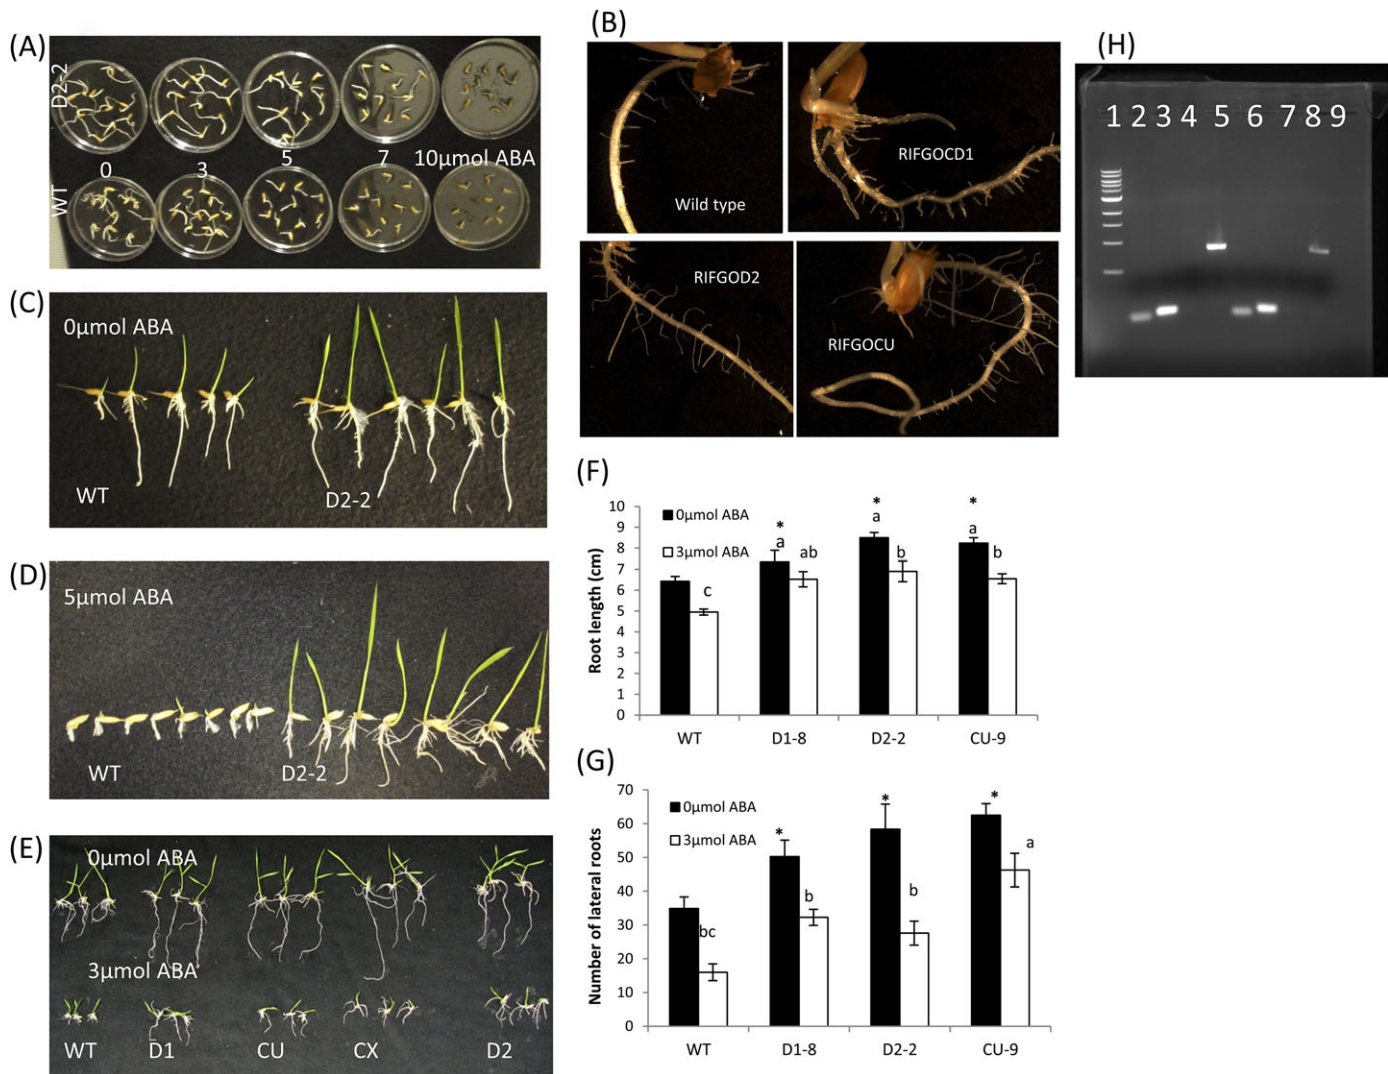 (A)
D2-2
0
3
5
7
10µmol ABA
WT
(B)
Wild type
RIFGOCD1
RIFGOD2
RIFGOCU
(H)
1 2 3 4 5 6 7 8 9
(C)
0µmol ABA
WT
D2-2
(D)
5µmol ABA
WT
D2-2
(E)
0µmol ABA
3µmol ABA
WT D1 CU CX D2
(F)
Root length (cm)
10
9
8
7
6
5
4
3
2
1
0
0µmol ABA
3µmol ABA
c
*
a
ab
*
a
b
*
a
b
WT D1-8 D2-2 CU-9
(G)
Number of lateral roots
70
60
50
40
30
20
10
0
0µmol ABA
3µmol ABA
bc
*
b
*
b
*
a
WT D1-8 D2-2 CU-9